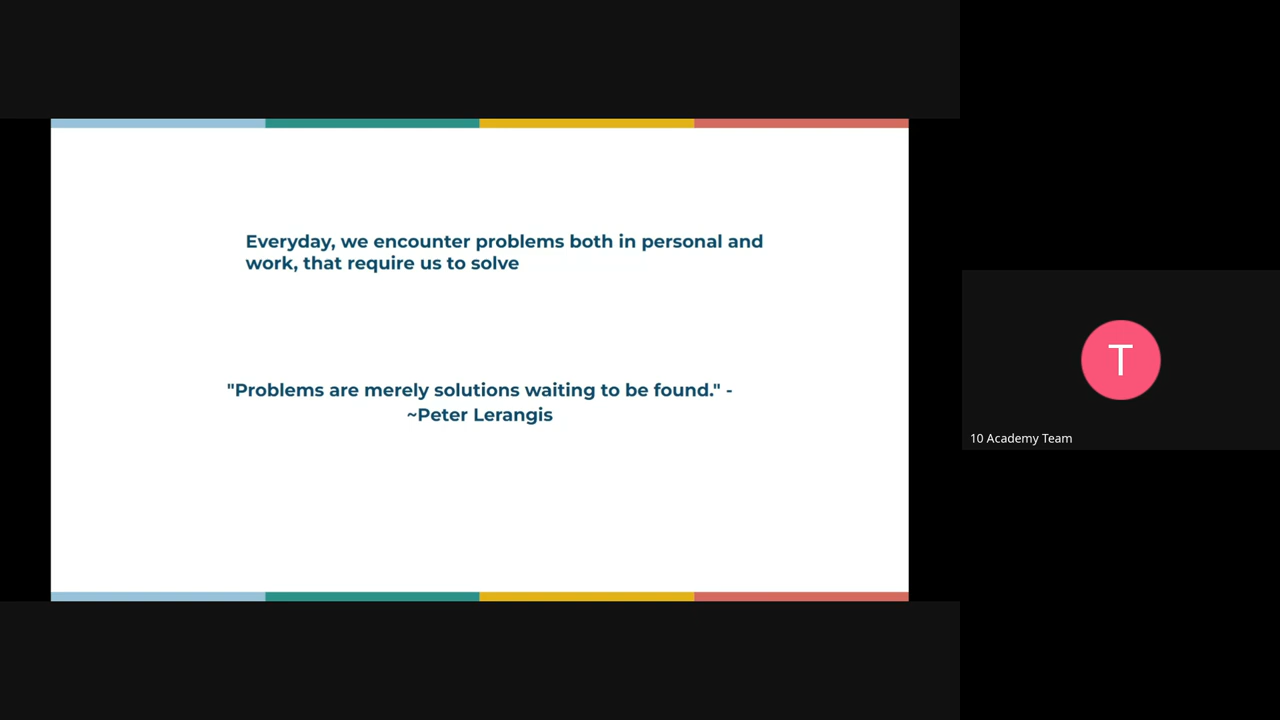 Everyday, we encounter problems both in personal and
work, that require us to solve
"Problems are merely solutions waiting to be found." -
~Peter Lerangis
T
10 Academy Team